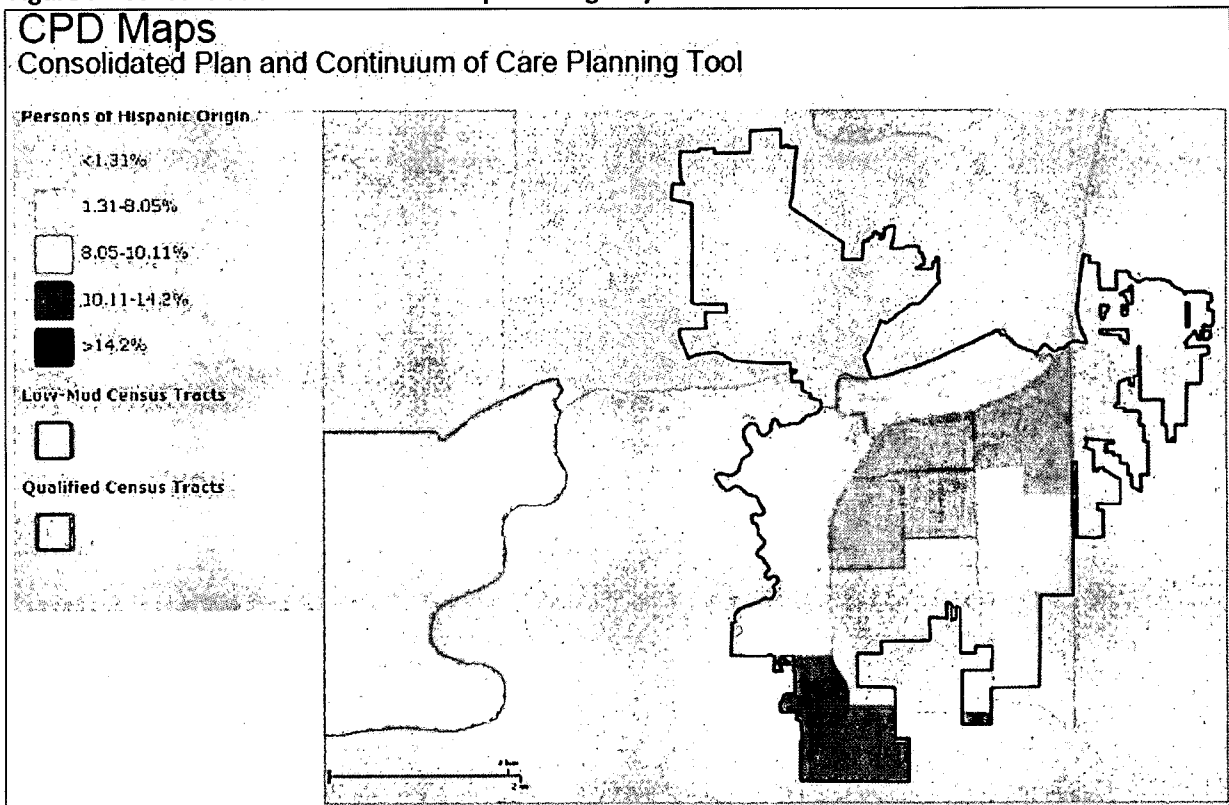 CPD Maps
Consolidated Plan and Continuum of Care Planning Tool
Persons of Hispanic Origin
<1.31%
1.31-8.05%
8.05-10.11%
10.11-14.2%
>14.2%
Low-Mod Census Tracts
Qualified Census Tracts